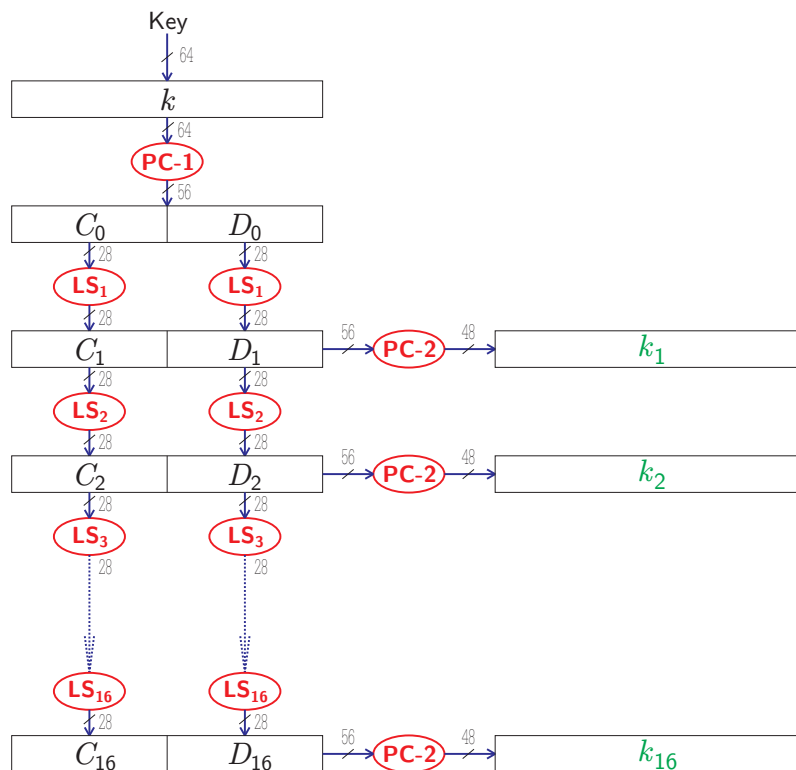 Key
64
k
64
PC-1
56
C₀ D₀
28 28
LS₁ LS₁
28 28
C₁ D₁ 56 PC-2 48 k₁
28 28
LS₂ LS₂
28 28
C₂ D₂ 56 PC-2 48 k₂
28 28
LS₃ LS₃
28 28
LS₁₆ LS₁₆
28 28
C₁₆ D₁₆ 56 PC-2 48 k₁₆